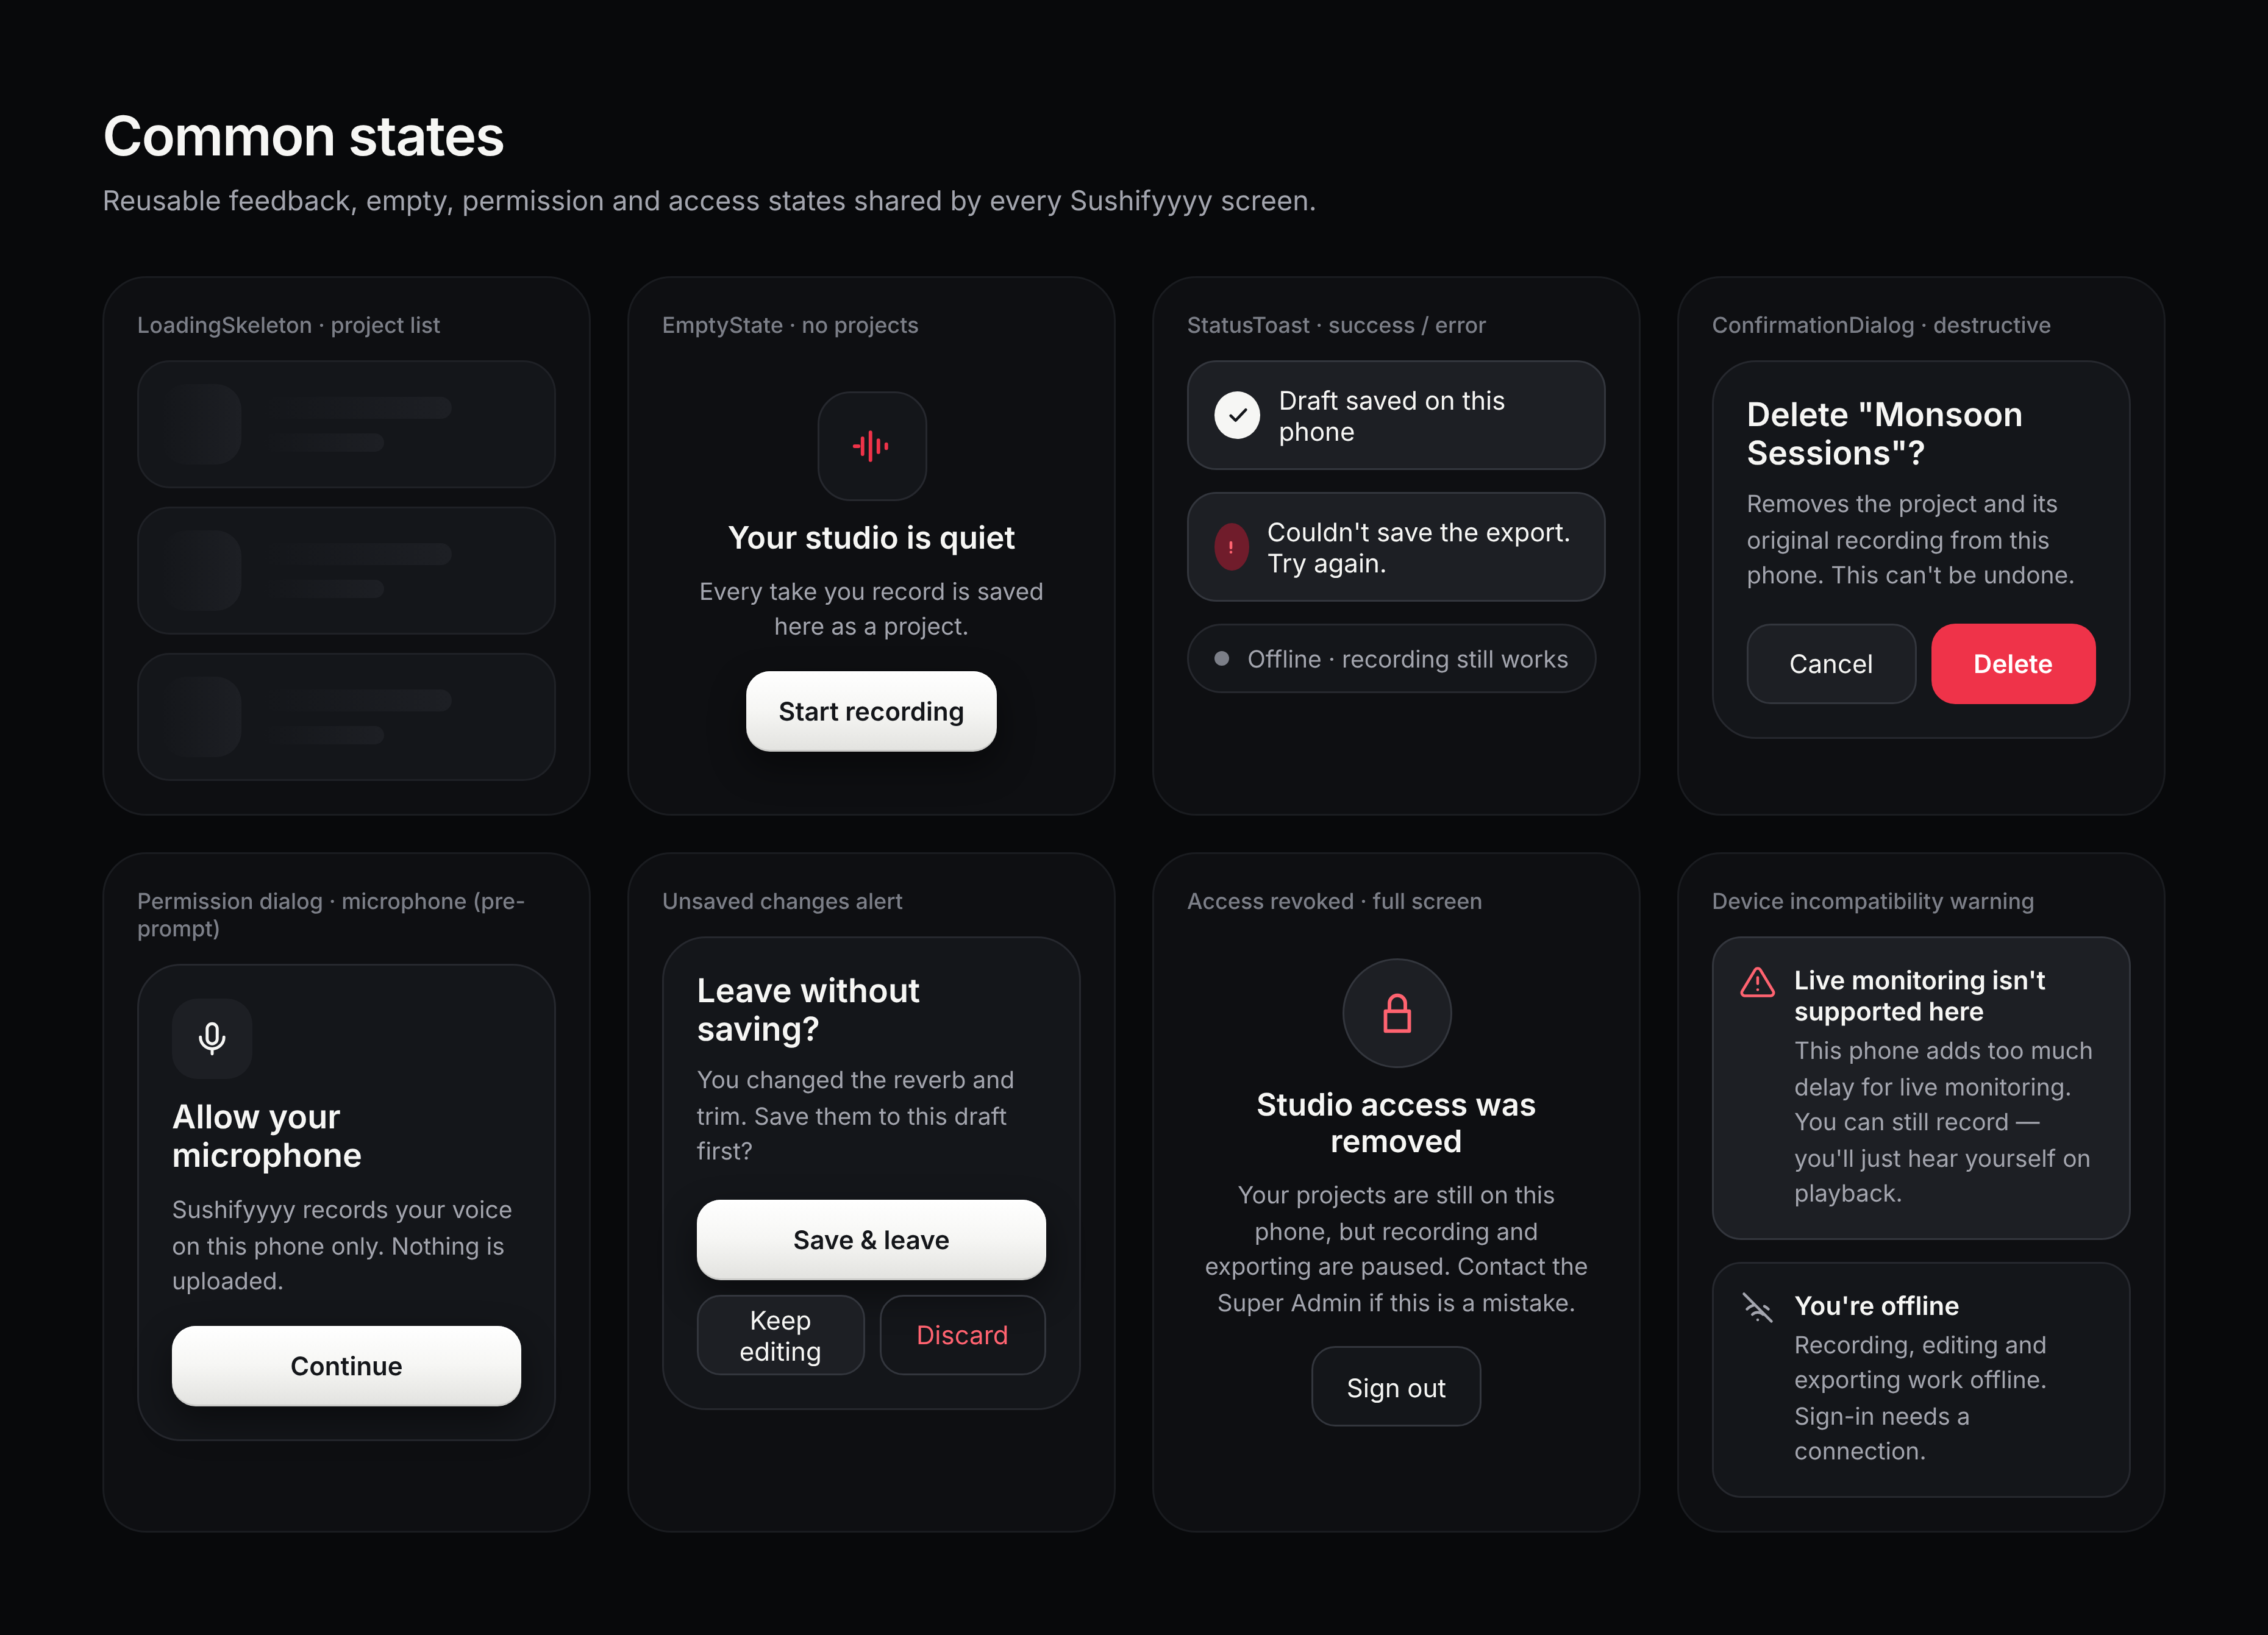 Common states
Reusable feedback, empty, permission and access states shared by every Sushifyyyy screen.
LoadingSkeleton · project list
EmptyState · no projects
Your studio is quiet
Every take you record is saved
here as a project.
Start recording
StatusToast · success / error
Draft saved on this
phone
Couldn't save the export.
Try again.
Offline · recording still works
ConfirmationDialog · destructive
Delete "Monsoon
Sessions"?
Removes the project and its
original recording from this
phone. This can't be undone.
Cancel
Delete
Permission dialog · microphone (pre-
prompt)
Allow your
microphone
Sushifyyyy records your voice
on this phone only. Nothing is
uploaded.
Continue
Unsaved changes alert
Leave without
saving?
You changed the reverb and
trim. Save them to this draft
first?
Save & leave
Keep
editing
Discard
Access revoked · full screen
Studio access was
removed
Your projects are still on this
phone, but recording and
exporting are paused. Contact the
Super Admin if this is a mistake.
Sign out
Device incompatibility warning
Live monitoring isn't
supported here
This phone adds too much
delay for live monitoring.
You can still record —
you'll just hear yourself on
playback.
You're offline
Recording, editing and
exporting work offline.
Sign-in needs a
connection.